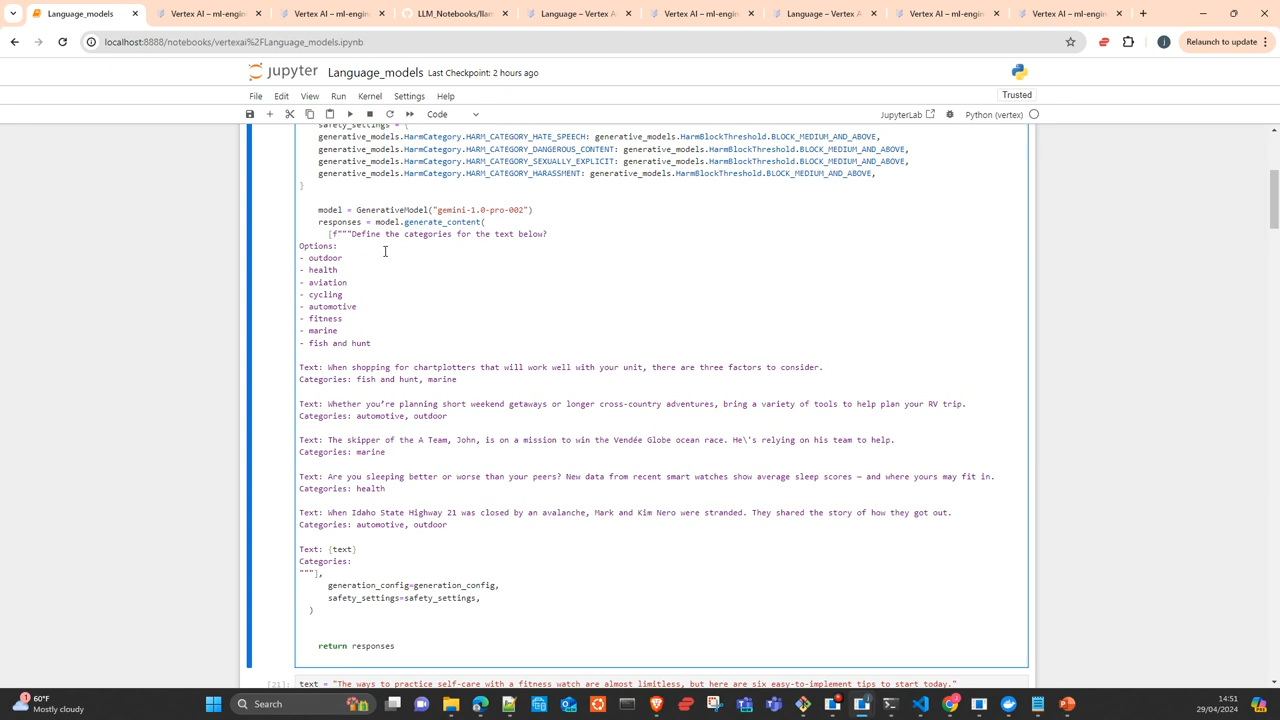 Language_models
Vertex AI – ml-engin
Vertex AI – ml-engin
LLM_Notebooks/llam
Language – Vertex A
Vertex AI – ml-engin
Language – Vertex A
Vertex AI – ml-engin
Vertex AI – ml-engin
localhost:8888/notebooks/vertexai%2FLanguage_models.ipynb
Relaunch to update
jupyter Language_models Last Checkpoint: 2 hours ago
File Edit View Run Kernel Settings Help
Trusted
Code
JupyterLab
Python (vertex)
safety_settings = {
generative_models.HarmCategory.HARM_CATEGORY_HATE_SPEECH: generative_models.HarmBlockThreshold.BLOCK_MEDIUM_AND_ABOVE,
generative_models.HarmCategory.HARM_CATEGORY_DANGEROUS_CONTENT: generative_models.HarmBlockThreshold.BLOCK_MEDIUM_AND_ABOVE,
generative_models.HarmCategory.HARM_CATEGORY_SEXUALLY_EXPLICIT: generative_models.HarmBlockThreshold.BLOCK_MEDIUM_AND_ABOVE,
generative_models.HarmCategory.HARM_CATEGORY_HARASSMENT: generative_models.HarmBlockThreshold.BLOCK_MEDIUM_AND_ABOVE,
}
model = GenerativeModel("gemini-1.0-pro-002")
responses = model.generate_content(
[f"""Define the categories for the text below?
Options:
- outdoor
- health
- aviation
- cycling
- automotive
- fitness
- marine
- fish and hunt
Text: When shopping for chartplotters that will work well with your unit, there are three factors to consider.
Categories: fish and hunt, marine
Text: Whether you’re planning short weekend getaways or longer cross-country adventures, bring a variety of tools to help plan your RV trip.
Categories: automotive, outdoor
Text: The skipper of the A Team, John, is on a mission to win the Vendée Globe ocean race. He\'s relying on his team to help.
Categories: marine
Text: Are you sleeping better or worse than your peers? New data from recent smart watches show average sleep scores — and where yours may fit in.
Categories: health
Text: When Idaho State Highway 21 was closed by an avalanche, Mark and Kim Nero were stranded. They shared the story of how they got out.
Categories: automotive, outdoor
Text: {text}
Categories:
"""],
generation_config=generation_config,
safety_settings=safety_settings,
)
return responses
[21]: text = "The ways to practice self-care with a fitness watch are almost limitless, but here are six easy-to-implement tips to start today."
60°F
Mostly cloudy
Search
14:51
29/04/2024